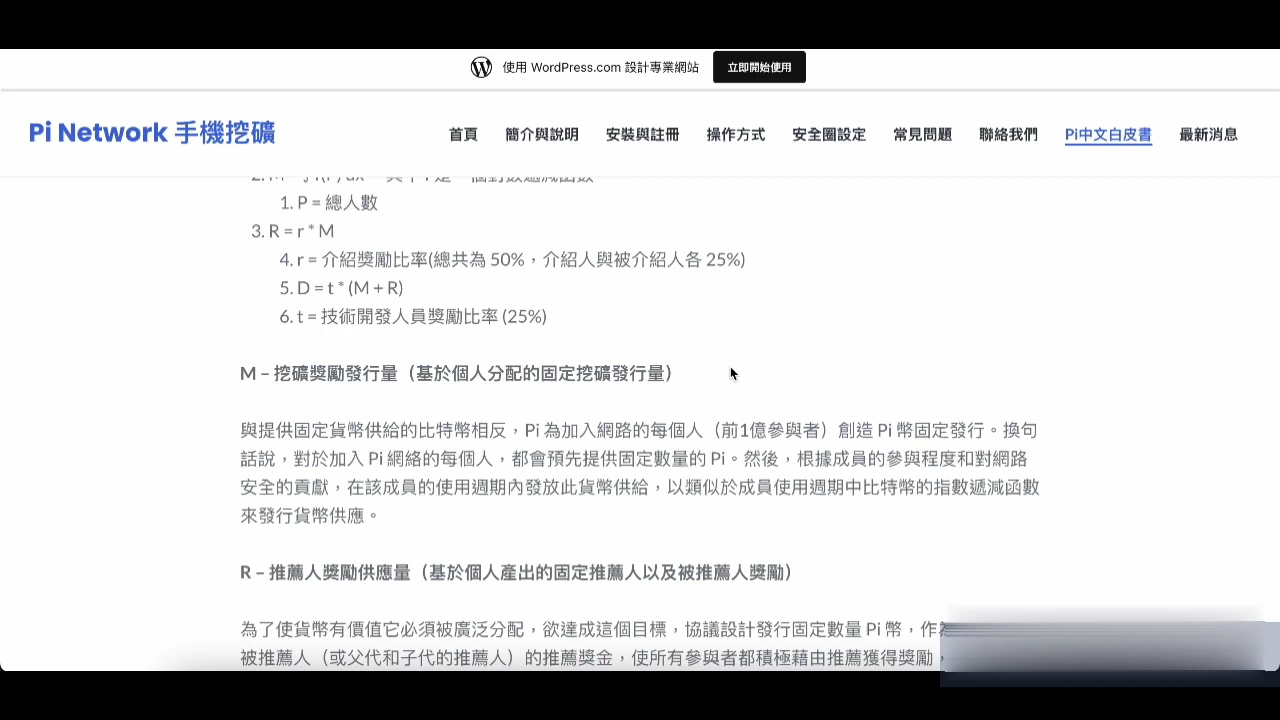 使用 WordPress.com 設計專業網站
立即開始使用
Pi Network 手機挖礦
首頁 簡介與說明 安裝與註冊 操作方式 安全圈設定 常見問題 聯絡我們 Pi中文白皮書 最新消息
1. P = 總人數
3. R = r * M
4. r = 介紹獎勵比率(總共為 50%，介紹人與被介紹人各 25%)
5. D = t * (M + R)
6. t = 技術開發人員獎勵比率 (25%)
M – 挖礦獎勵發行量（基於個人分配的固定挖礦發行量）
與提供固定貨幣供給的比特幣相反，Pi 為加入網路的每個人（前1億參與者）創造 Pi 幣固定發行。換句
話說，對於加入 Pi 網絡的每個人，都會預先提供固定數量的 Pi。然後，根據成員的參與程度和對網路
安全的貢獻，在該成員的使用週期內發放此貨幣供給，以類似於成員使用週期中比特幣的指數遞減函數
來發行貨幣供應。
R – 推薦人獎勵供應量（基於個人產出的固定推薦人以及被推薦人獎勵）
為了使貨幣有價值它必須被廣泛分配，欲達成這個目標，協議設計發行固定數量 Pi 幣，作為
被推薦人（或父代和子代的推薦人）的推薦獎金，使所有參與者都積極藉由推薦獲得獎勵，